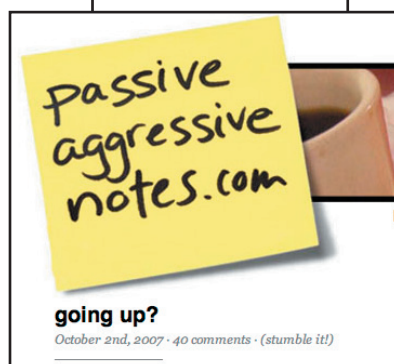 passive
aggressive
notes.com
going up?
October 2nd, 2007 · 40 comments · (stumble it!)